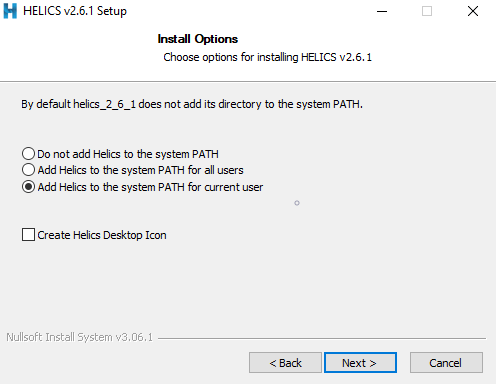 HELICS v2.6.1 Setup
Install Options
Choose options for installing HELICS v2.6.1
By default helics_2_6_1 does not add its directory to the system PATH.
Do not add Helics to the system PATH
Add Helics to the system PATH for all users
Add Helics to the system PATH for current user
Create Helics Desktop Icon
Nullsoft Install System v3.06.1
< Back
Next >
Cancel